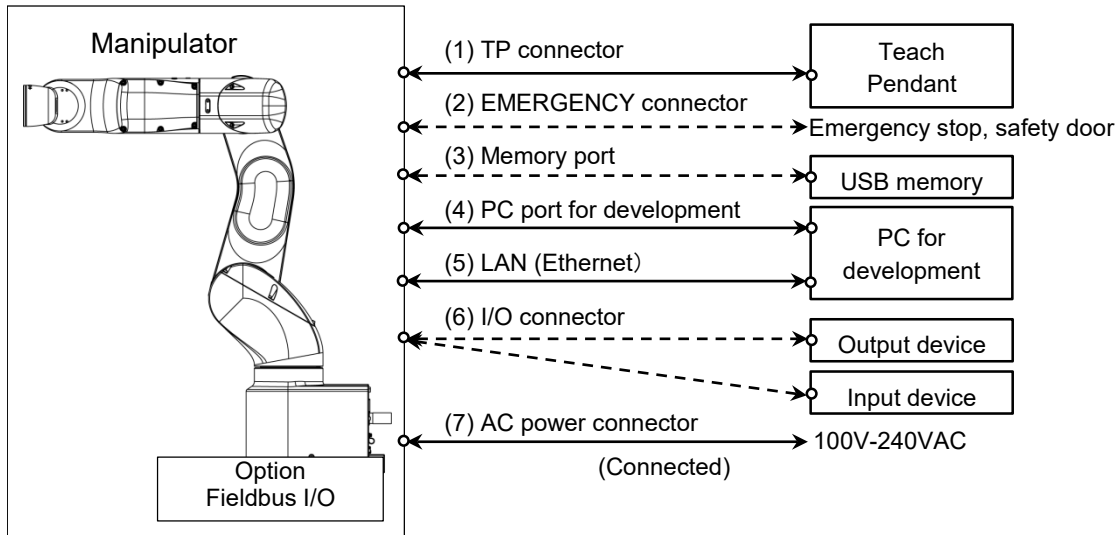 Manipulator
(1) TP connector
Teach
Pendant
(2) EMERGENCY connector
Emergency stop, safety door
(3) Memory port
USB memory
(4) PC port for development
PC for
development
(5) LAN (Ethernet）
(6) I/O connector
Output device
Input device
(7) AC power connector
100V-240VAC
(Connected)
Option
Fieldbus I/O